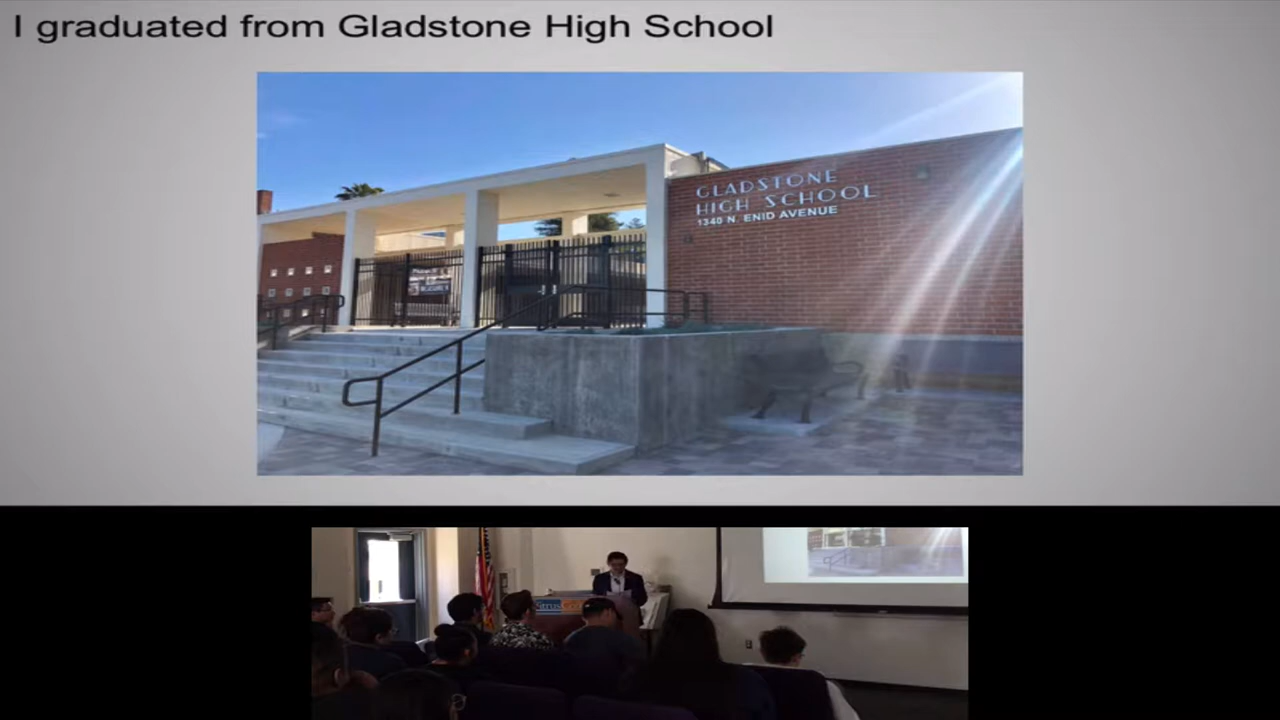 I graduated from Gladstone High School
GLADSTONE
HIGH SCHOOL
1340 N. ENID AVENUE